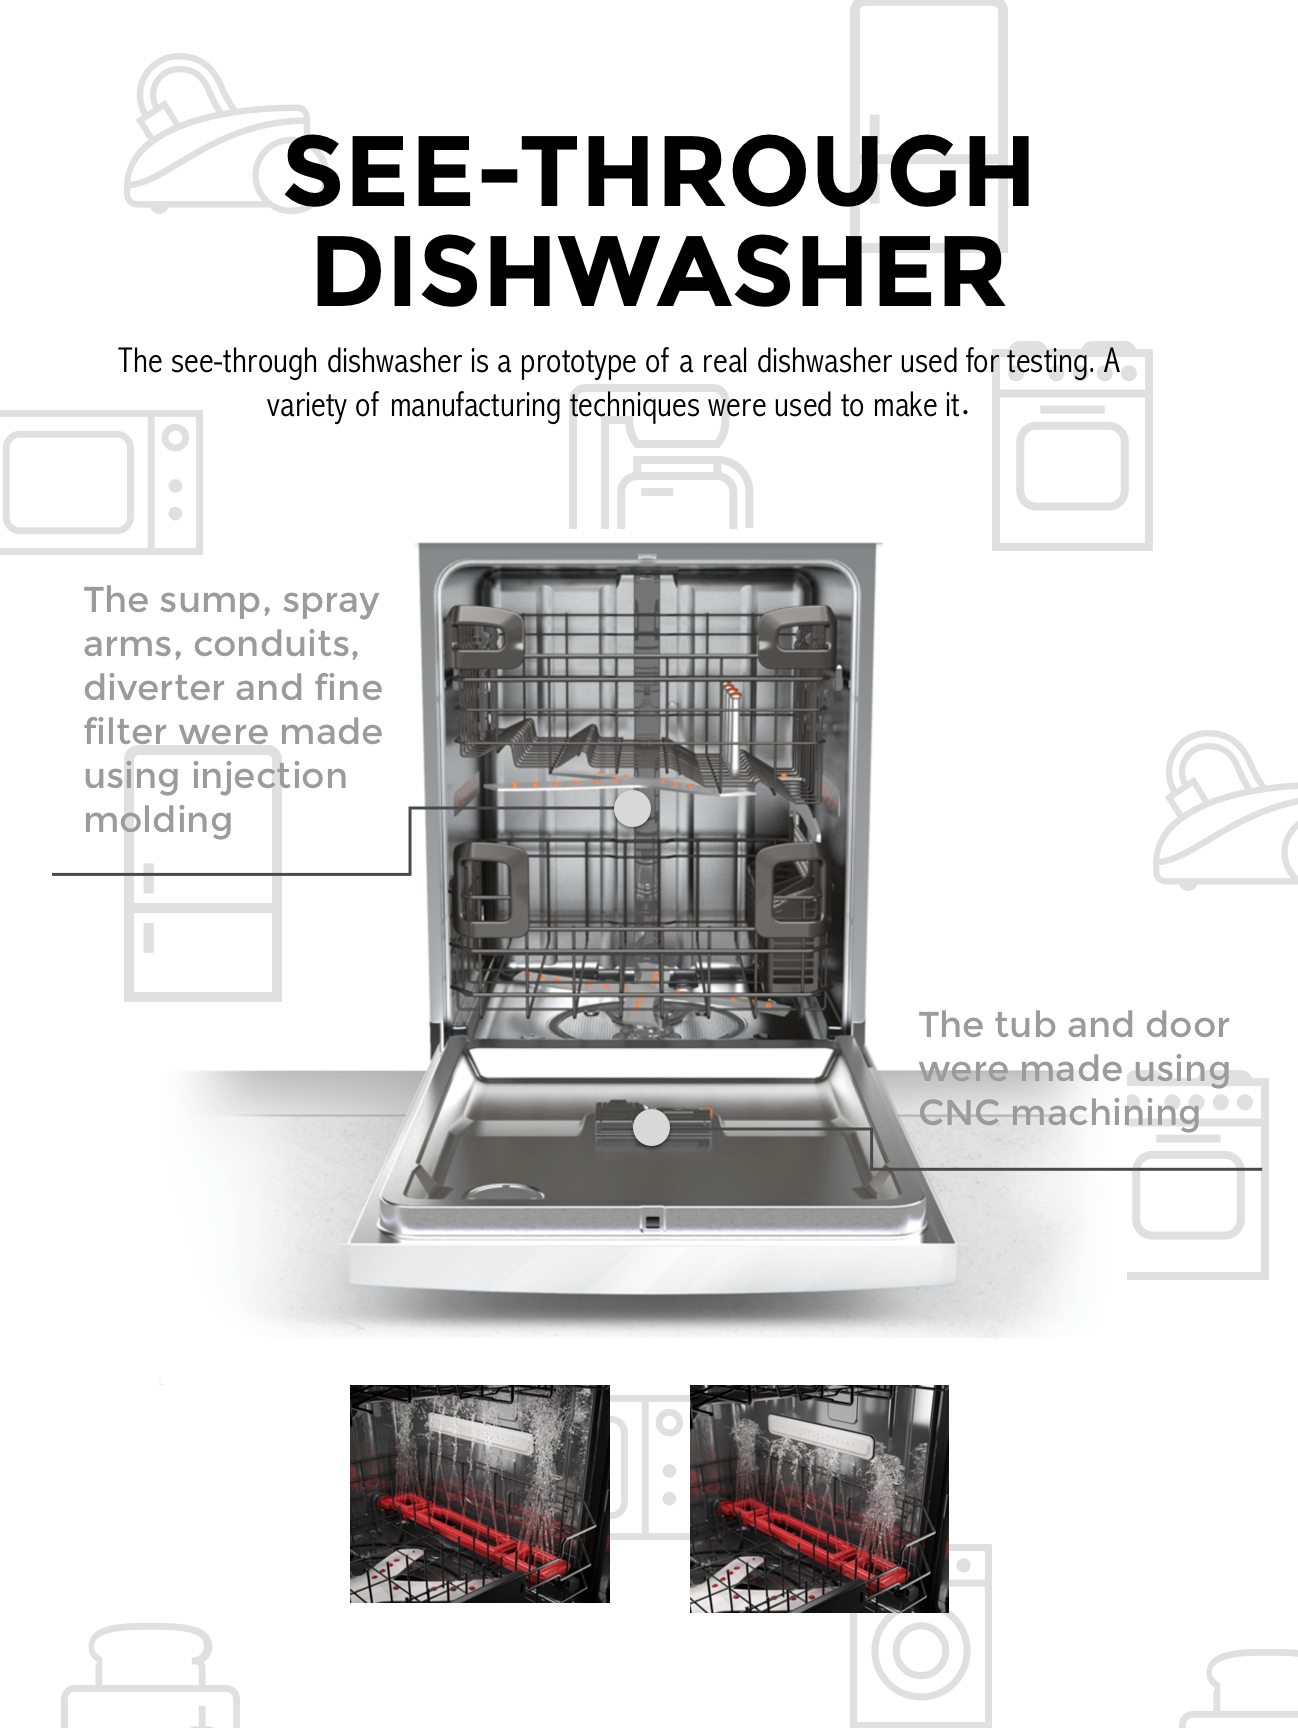 SEE-THROUGH
DISHWASHER
The see-through dishwasher is a prototype of a real dishwasher used for testing. A
variety of manufacturing techniques were used to make it.
The sump, spray
arms, conduits,
diverter and fine
filter were made
using injection
molding
The tub and door
were made using
CNC machining